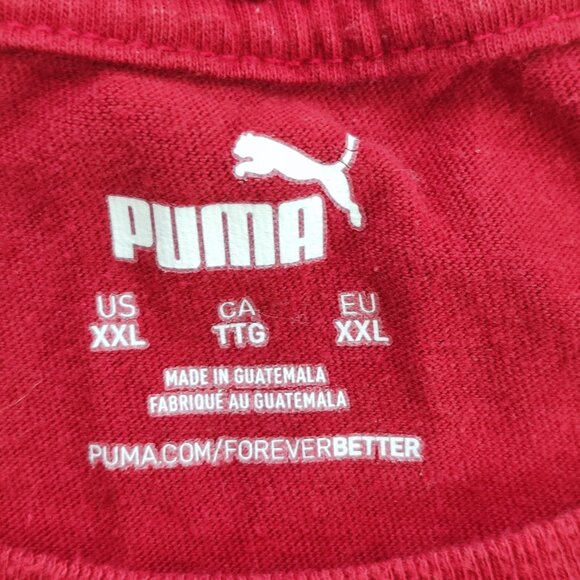 PUMA
US CA EU
XXL TTG XXL
MADE IN GUATEMALA
FABRIQUÉ AU GUATEMALA
PUMA.COM/FOREVERBETTER